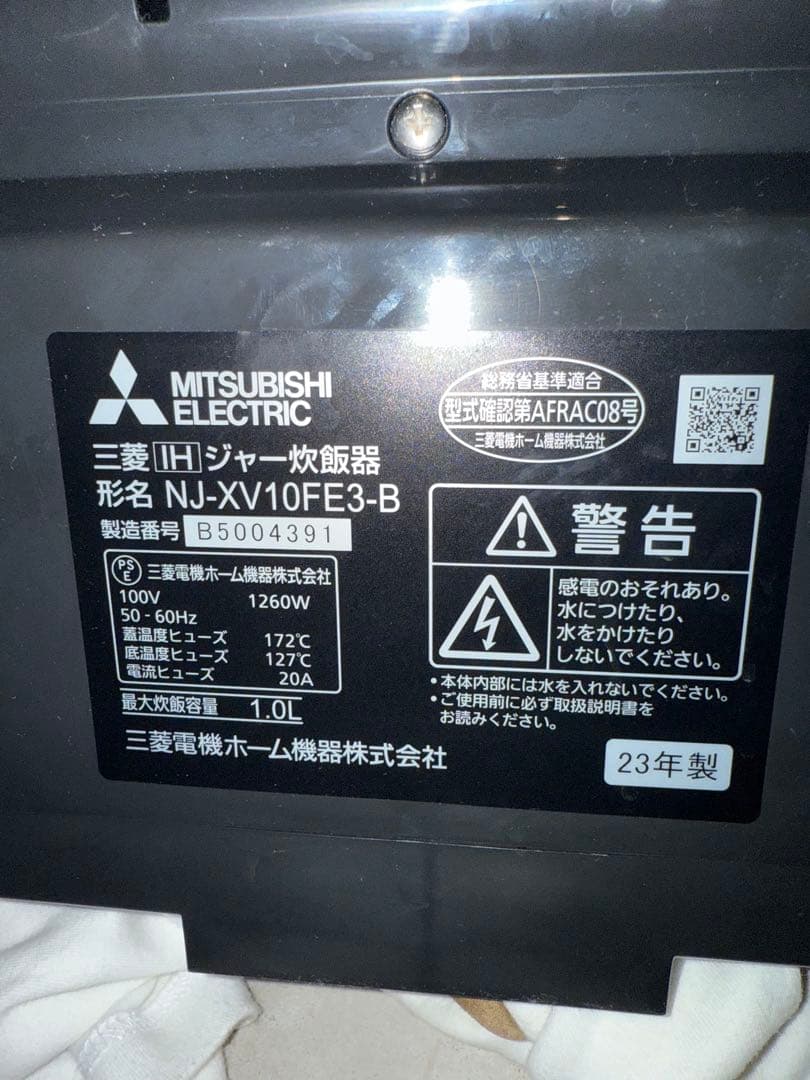 MITSUBISHI
ELECTRIC
三菱IHジャー炊飯器
形名 NJ-XV10FE3-B
製造番号 B5004391
PSE 三菱電機ホーム機器株式会社
100V 1260W
50-60Hz
蓋温度ヒューズ 172℃
底温度ヒューズ 127℃
電流ヒューズ 20A
最大炊飯容量 1.0L
三菱電機ホーム機器株式会社
総務省基準適合
型式確認第AFRAC08号
三菱電機ホーム機器株式会社
警告
感電のおそれあり。
水につけたり、
水をかけたり
しないでください。
•本体内部には水を入れないでください。
•ご使用前に必ず取扱説明書を
お読みください。
23年製